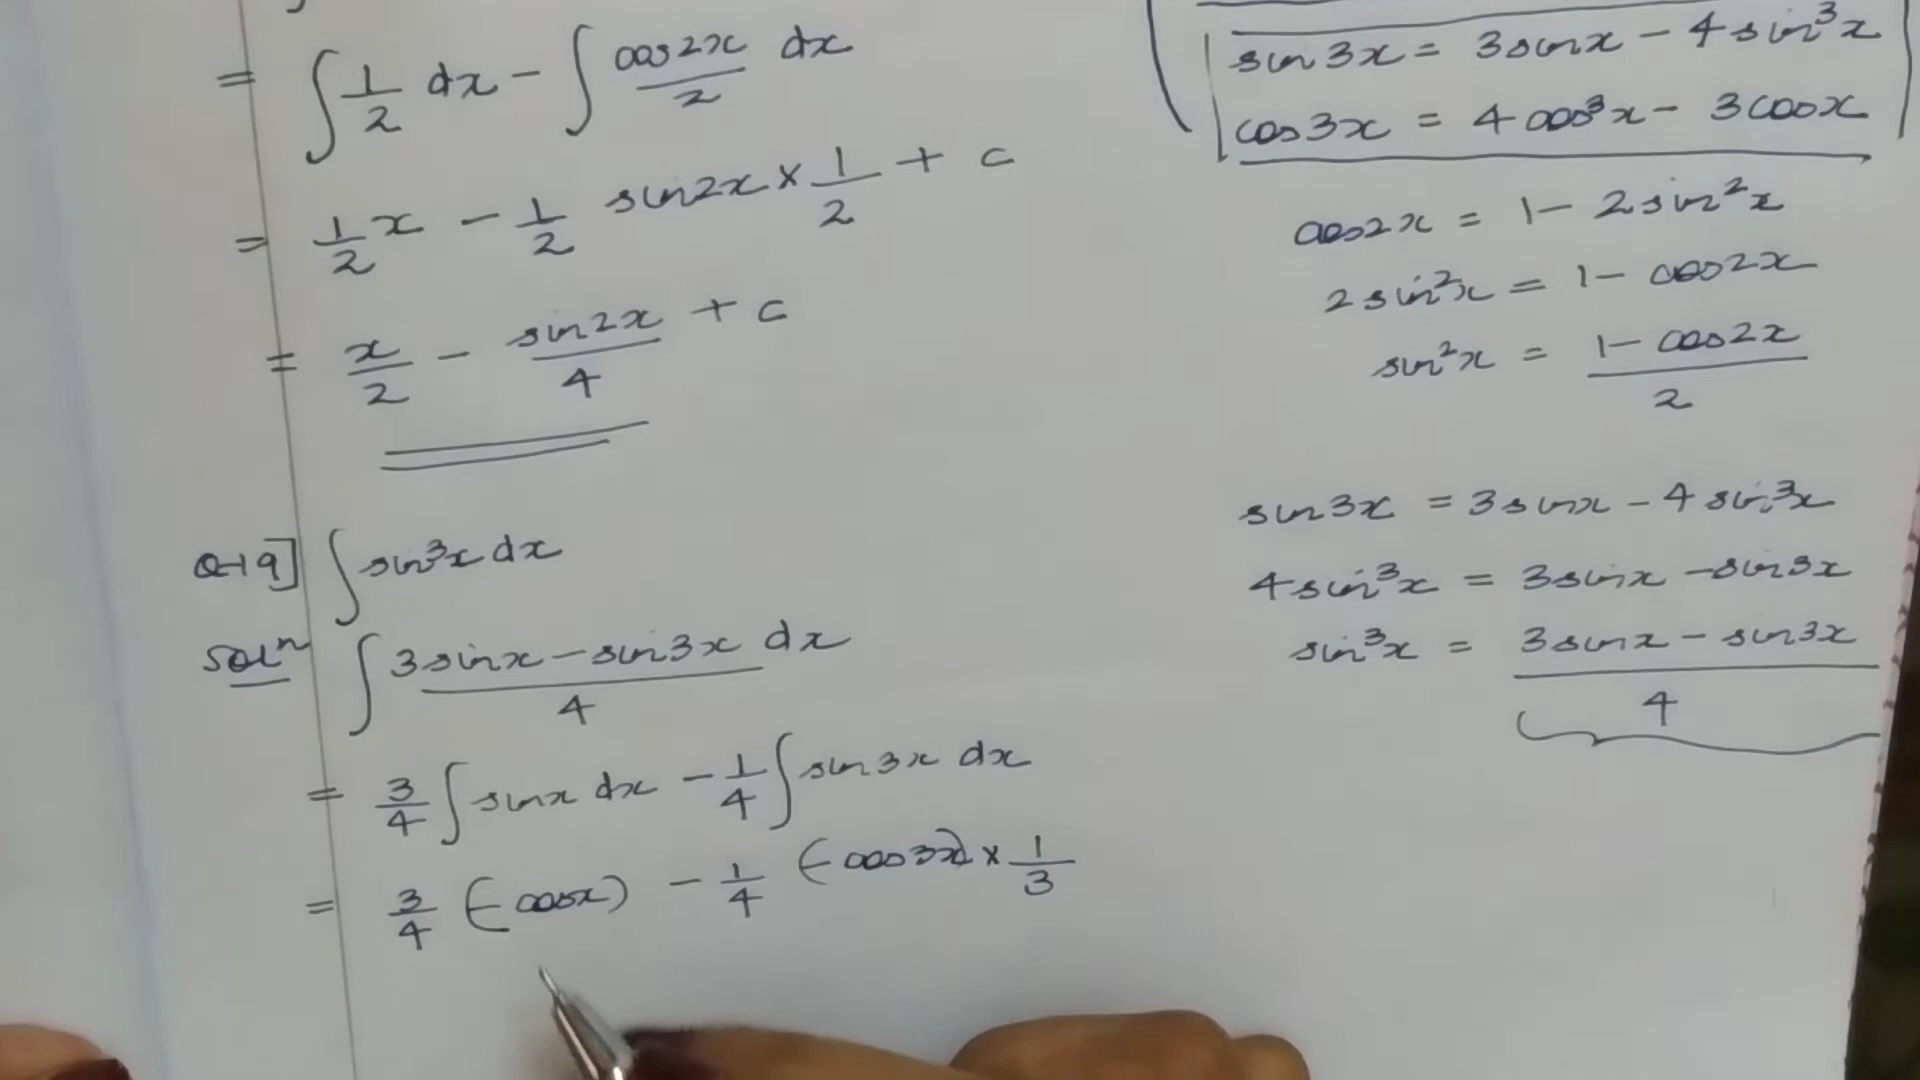 = ∫ 1/2 dx - ∫ cos2x/2 dx
= 1/2 x - 1/2 sin2x × 1/2 + c
= x/2 - sin2x/4 + c
Q-19] ∫ sin³x dx
Solⁿ ∫ 3sinx - sin3x/4 dx
= 3/4 ∫ sinx dx - 1/4 ∫ sin3x dx
= 3/4 (-cosx) - 1/4 (-cos3x) × 1/3
sin3x = 3sinx - 4sin³x
cos3x = 4cos³x - 3cosx
cos2x = 1 - 2sin²x
2sin²x = 1 - cos2x
sin²x = 1 - cos2x/2
sin3x = 3sinx - 4sin³x
4sin³x = 3sinx - sin3x
sin³x = 3sinx - sin3x/4